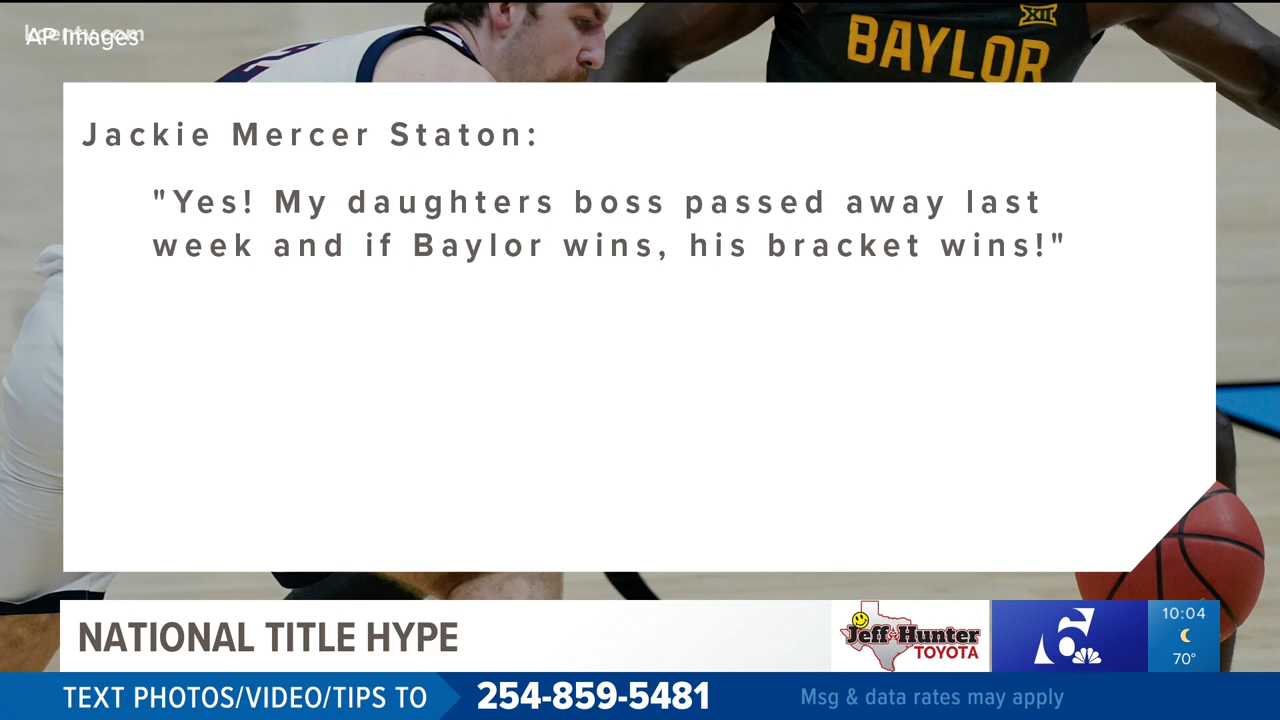 AP Images
BAYLOR
XII
Jackie Mercer Staton:
"Yes! My daughters boss passed away last
week and if Baylor wins, his bracket wins!"
NATIONAL TITLE HYPE
Jeff Hunter
TOYOTA
6
10:04
70°
TEXT PHOTOS/VIDEO/TIPS TO
254-859-5481
Msg & data rates may apply